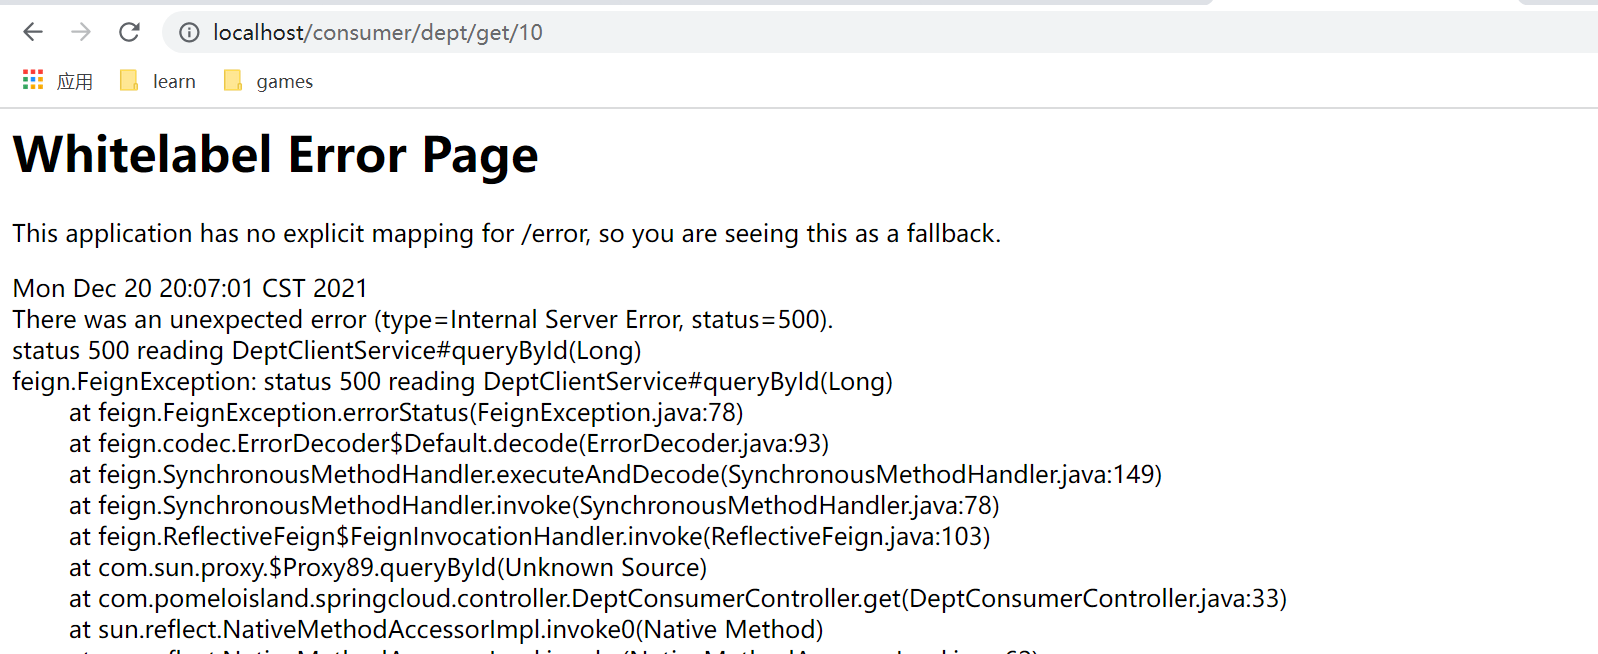 localhost/consumer/dept/get/10
应用 learn games
Whitelabel Error Page
This application has no explicit mapping for /error, so you are seeing this as a fallback.
Mon Dec 20 20:07:01 CST 2021
There was an unexpected error (type=Internal Server Error, status=500).
status 500 reading DeptClientService#queryById(Long)
feign.FeignException: status 500 reading DeptClientService#queryById(Long)
at feign.FeignException.errorStatus(FeignException.java:78)
at feign.codec.ErrorDecoder$Default.decode(ErrorDecoder.java:93)
at feign.SynchronousMethodHandler.executeAndDecode(SynchronousMethodHandler.java:149)
at feign.SynchronousMethodHandler.invoke(SynchronousMethodHandler.java:78)
at feign.ReflectiveFeign$FeignInvocationHandler.invoke(ReflectiveFeign.java:103)
at com.sun.proxy.$Proxy89.queryById(Unknown Source)
at com.pomeloisland.springcloud.controller.DeptConsumerController.get(DeptConsumerController.java:33)
at sun.reflect.NativeMethodAccessorImpl.invoke0(Native Method)